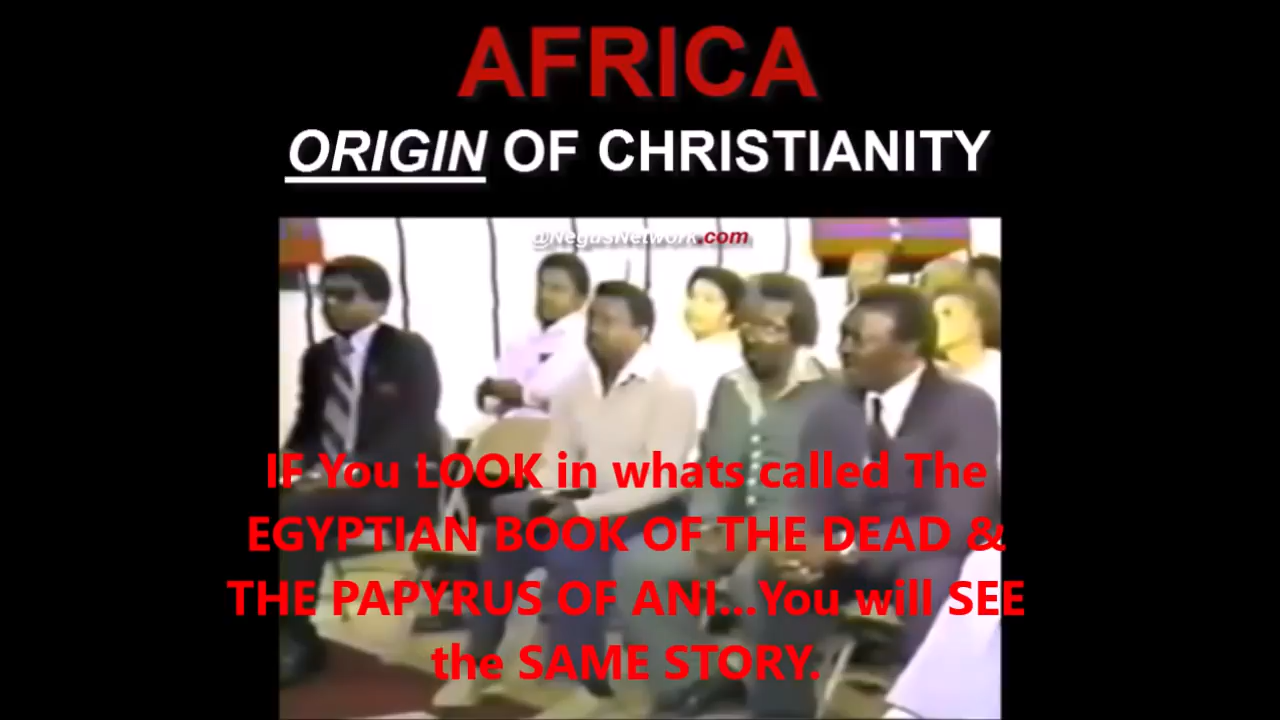 AFRICA
ORIGIN OF CHRISTIANITY
@NegusNetwork.com
IF You LOOK in whats called The
EGYPTIAN BOOK OF THE DEAD &
THE PAPYRUS OF ANI...You will SEE
the SAME STORY.